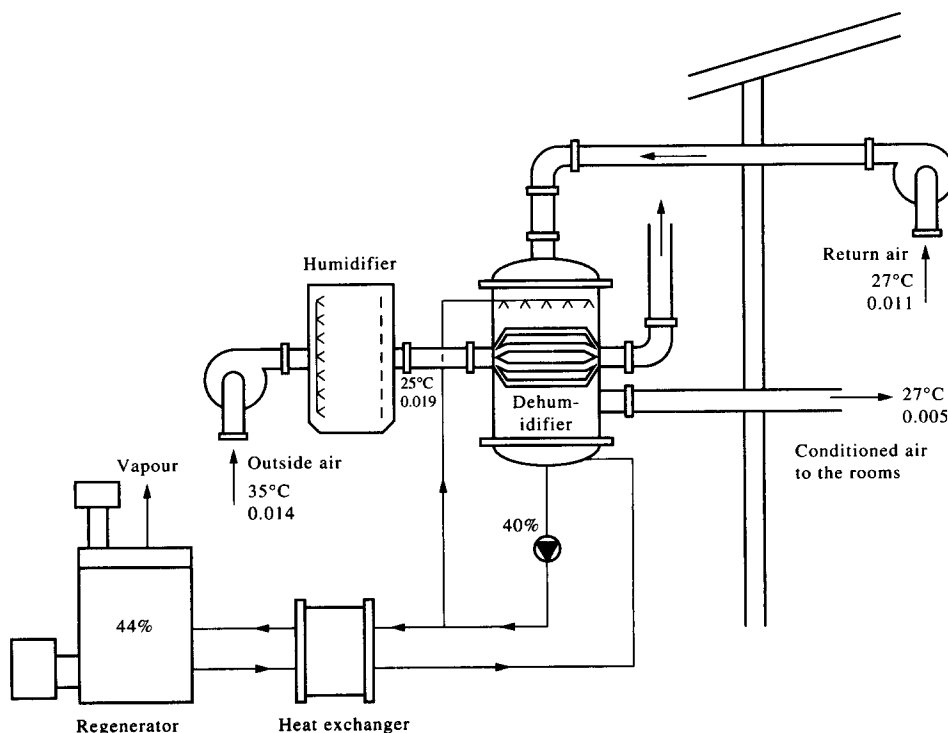 Return air
27°C
0.011
Humidifier
25°C
0.019
Dehum-
idifier
27°C
0.005
Conditioned air
to the rooms
Outside air
35°C
0.014
Vapour
40%
44%
Regenerator
Heat exchanger